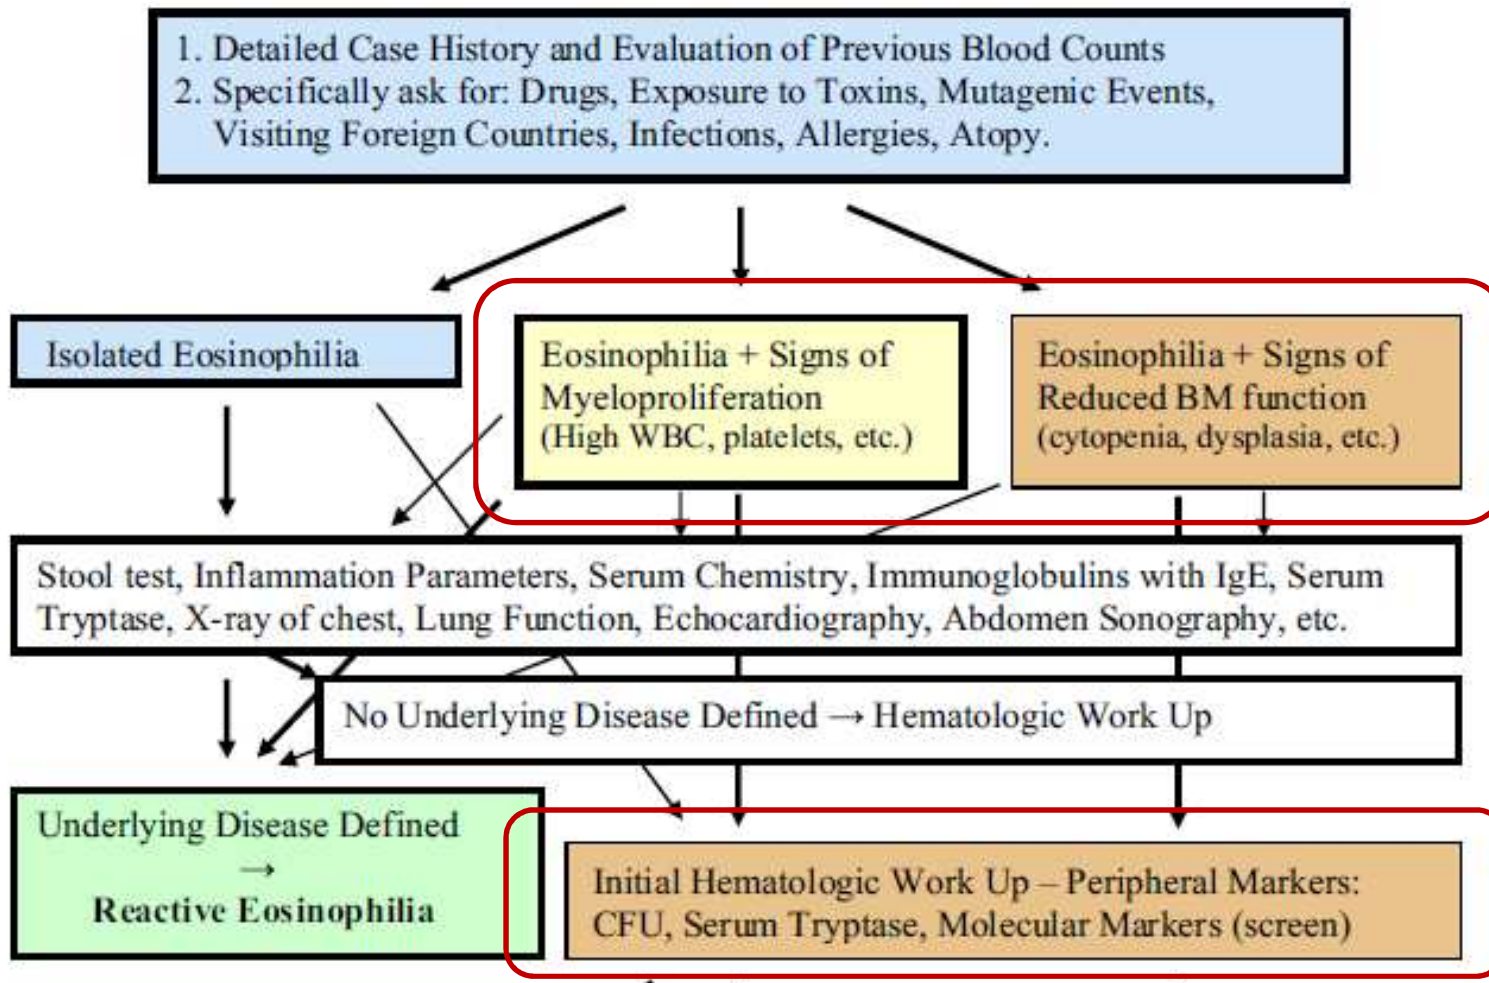 1. Detailed Case History and Evaluation of Previous Blood Counts
2. Specifically ask for: Drugs, Exposure to Toxins, Mutagenic Events,
Visiting Foreign Countries, Infections, Allergies, Atopy.
Isolated Eosinophilia
Eosinophilia + Signs of
Myeloproliferation
(High WBC, platelets, etc.)
Eosinophilia + Signs of
Reduced BM function
(cytopenia, dysplasia, etc.)
Stool test, Inflammation Parameters, Serum Chemistry, Immunoglobulins with IgE, Serum
Tryptase, X-ray of chest, Lung Function, Echocardiography, Abdomen Sonography, etc.
No Underlying Disease Defined → Hematologic Work Up
Underlying Disease Defined
→
Reactive Eosinophilia
Initial Hematologic Work Up – Peripheral Markers:
CFU, Serum Tryptase, Molecular Markers (screen)